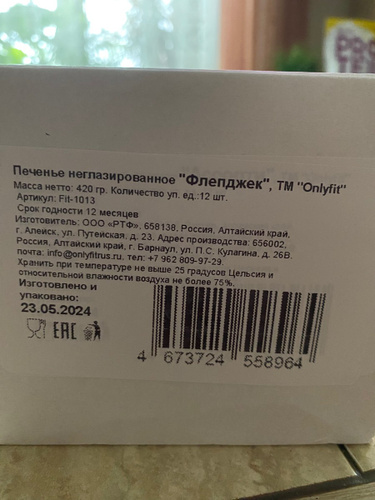 Печенье неглазированное "Флепджек", ТМ "Onlyfit"
Масса нетто: 420 гр. Количество уп. ед.:12 шт.
Артикул: Fit-1013
Срок годности 12 месяцев
Изготовитель: ООО «РТФ», 658138, Россия, Алтайский край,
г. Алейск, ул. Путейская, д. 23. Адрес производства: 656002,
Россия, Алтайский край, г. Барнаул, ул. П.С. Кулагина, д. 26В.
почта: info@onlyfitrus.ru. тел: +7 962 809-97-29.
Хранить при температуре не выше 25 градусов Цельсия и
относительной влажности воздуха не более 75%.
Изготовлено и
упаковано:
23.05.2024
EAC
4 673724 558964